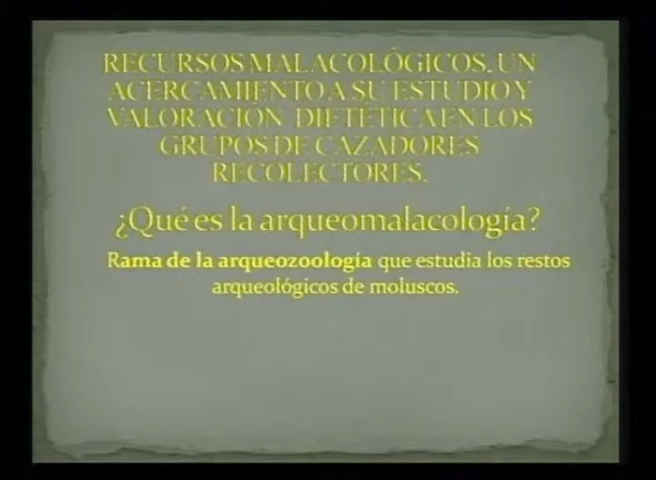 RECURSOS MALACOLÓGICOS. UN
ACERCAMIENTO A SU ESTUDIO Y
VALORACIÓN DIETÉTICA EN LOS
GRUPOS DE CAZADORES
RECOLECTORES.
¿Qué es la arqueomalacología?
Rama de la arqueozoología que estudia los restos
arqueológicos de moluscos.